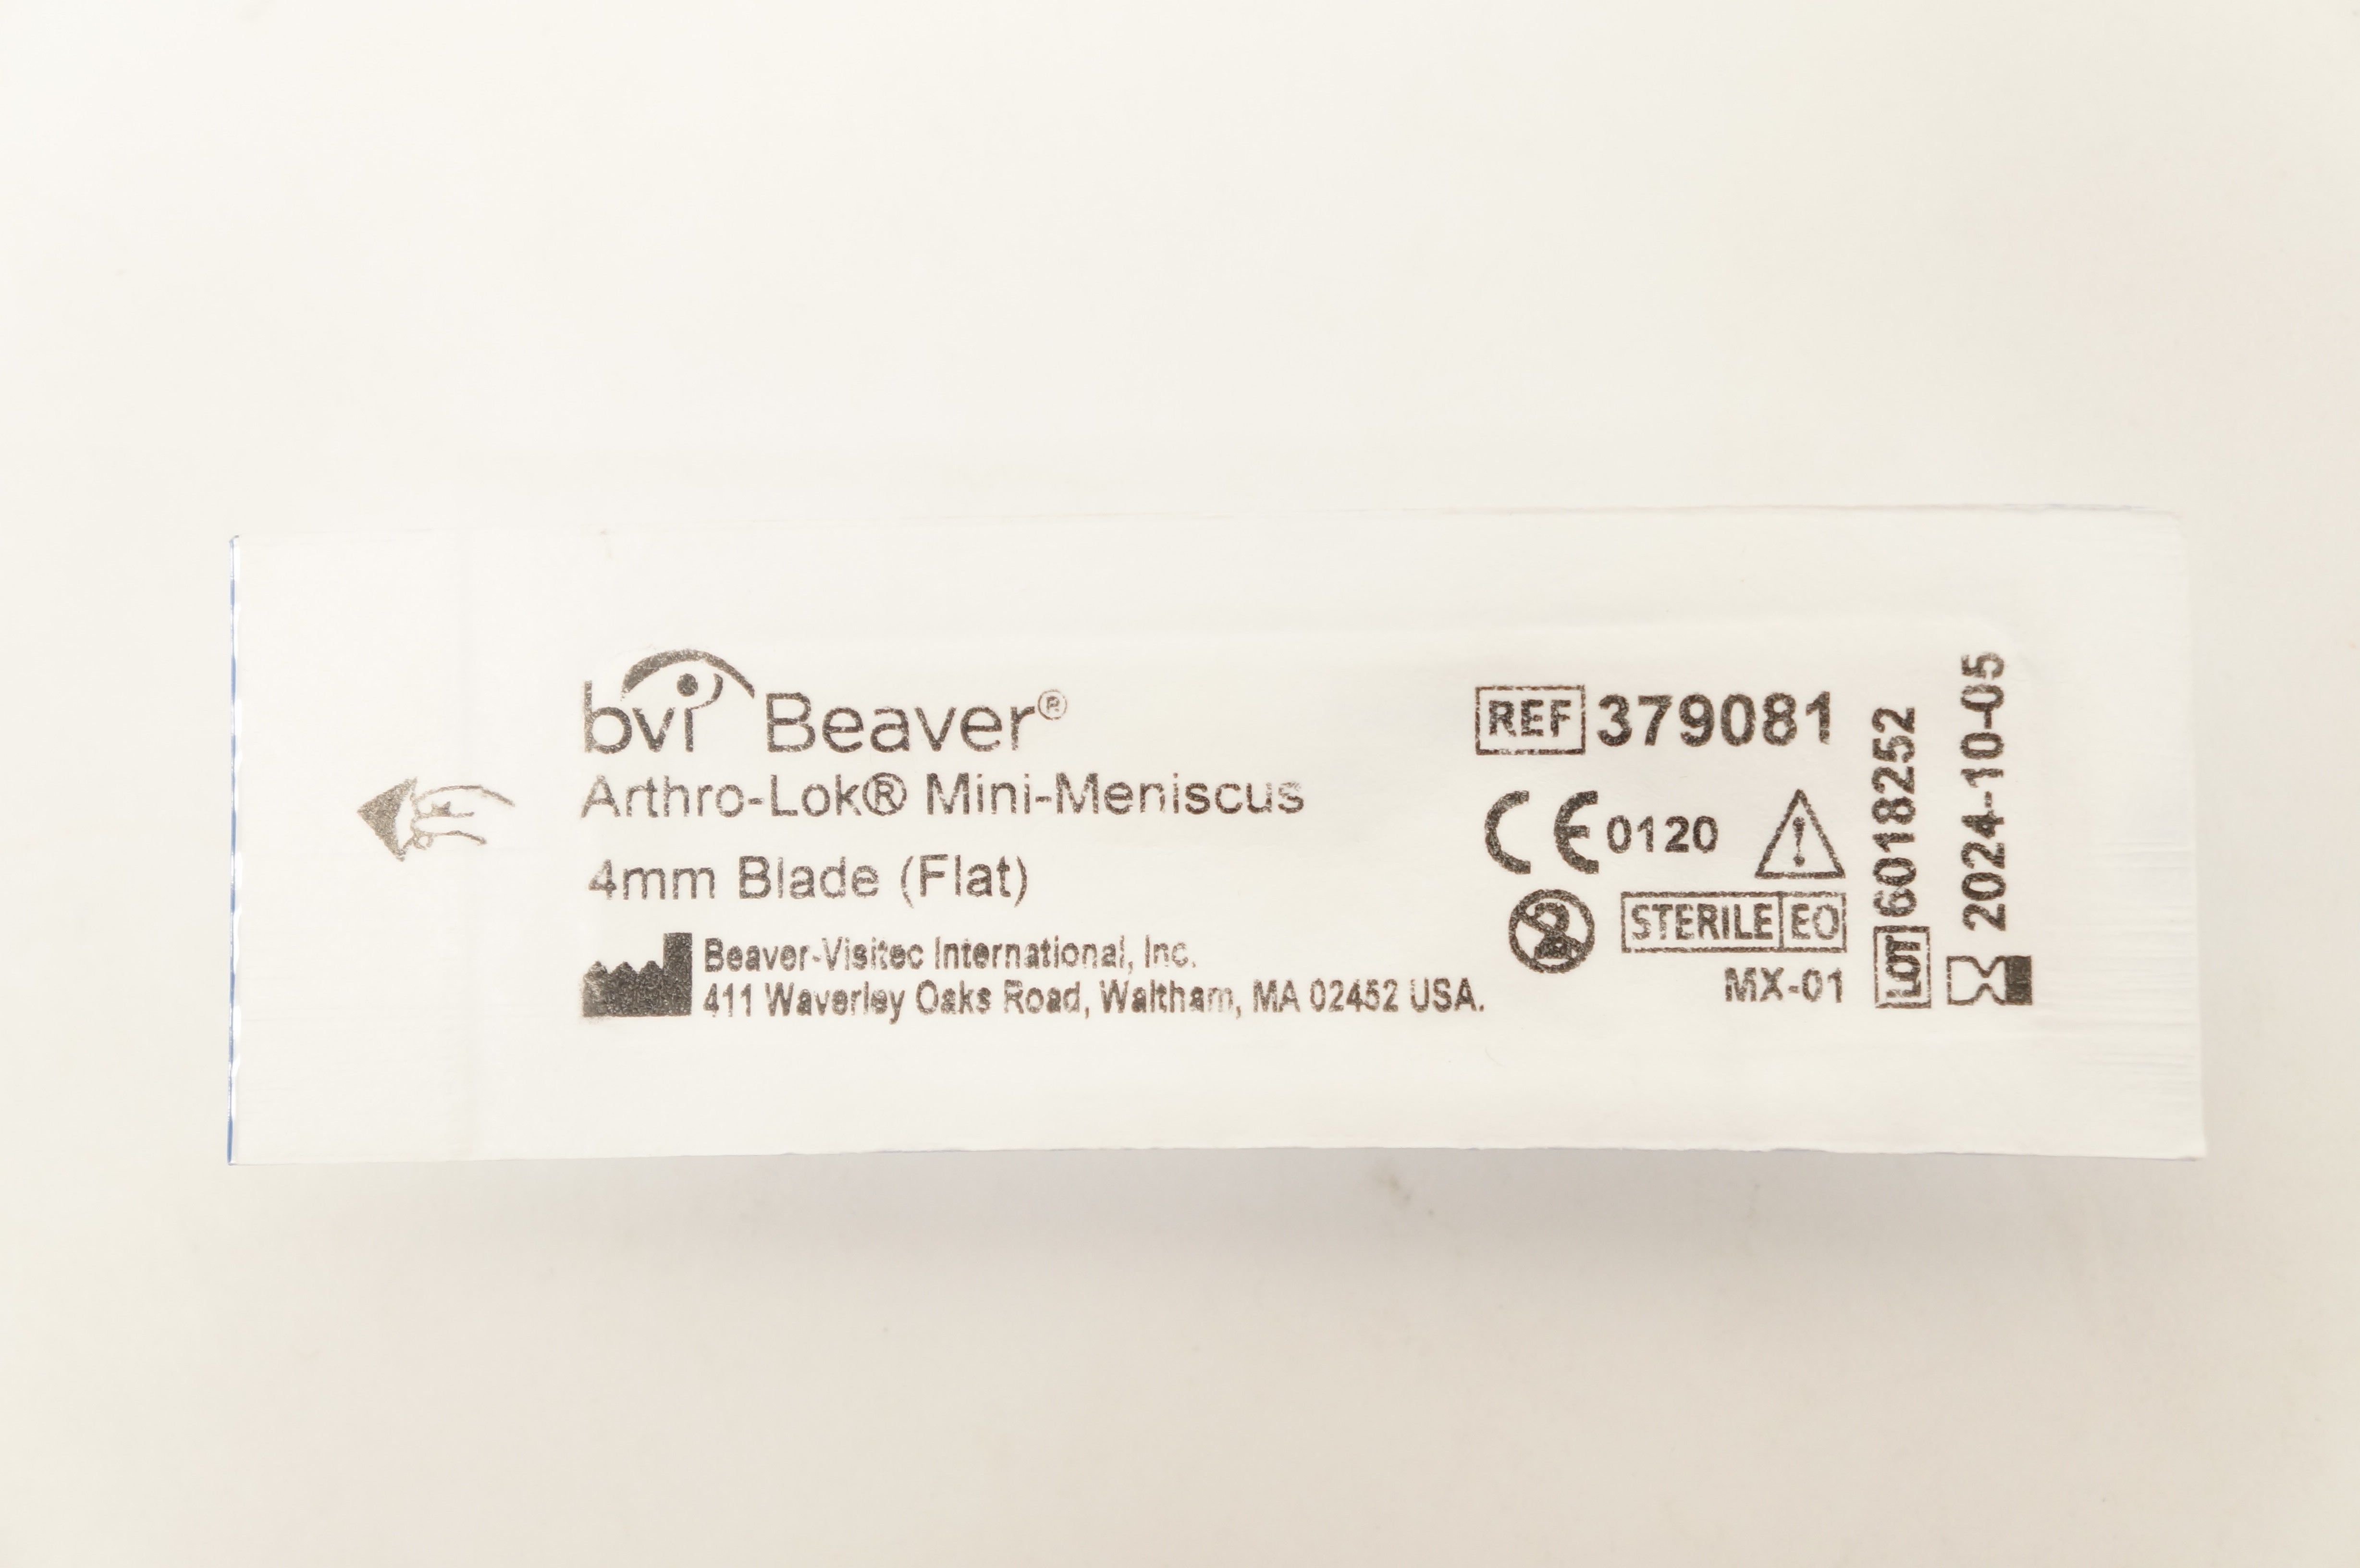 bvi Beaver®
Arthro-Lok® Mini-Meniscus
4mm Blade (Flat)
Beaver-Visitec International, Inc.
411 Waverley Oaks Road, Waltham, MA 02452 USA.
REF 379081
CE 0120
2
STERILE EO
MX-01
LOT 6018252
2024-10-05